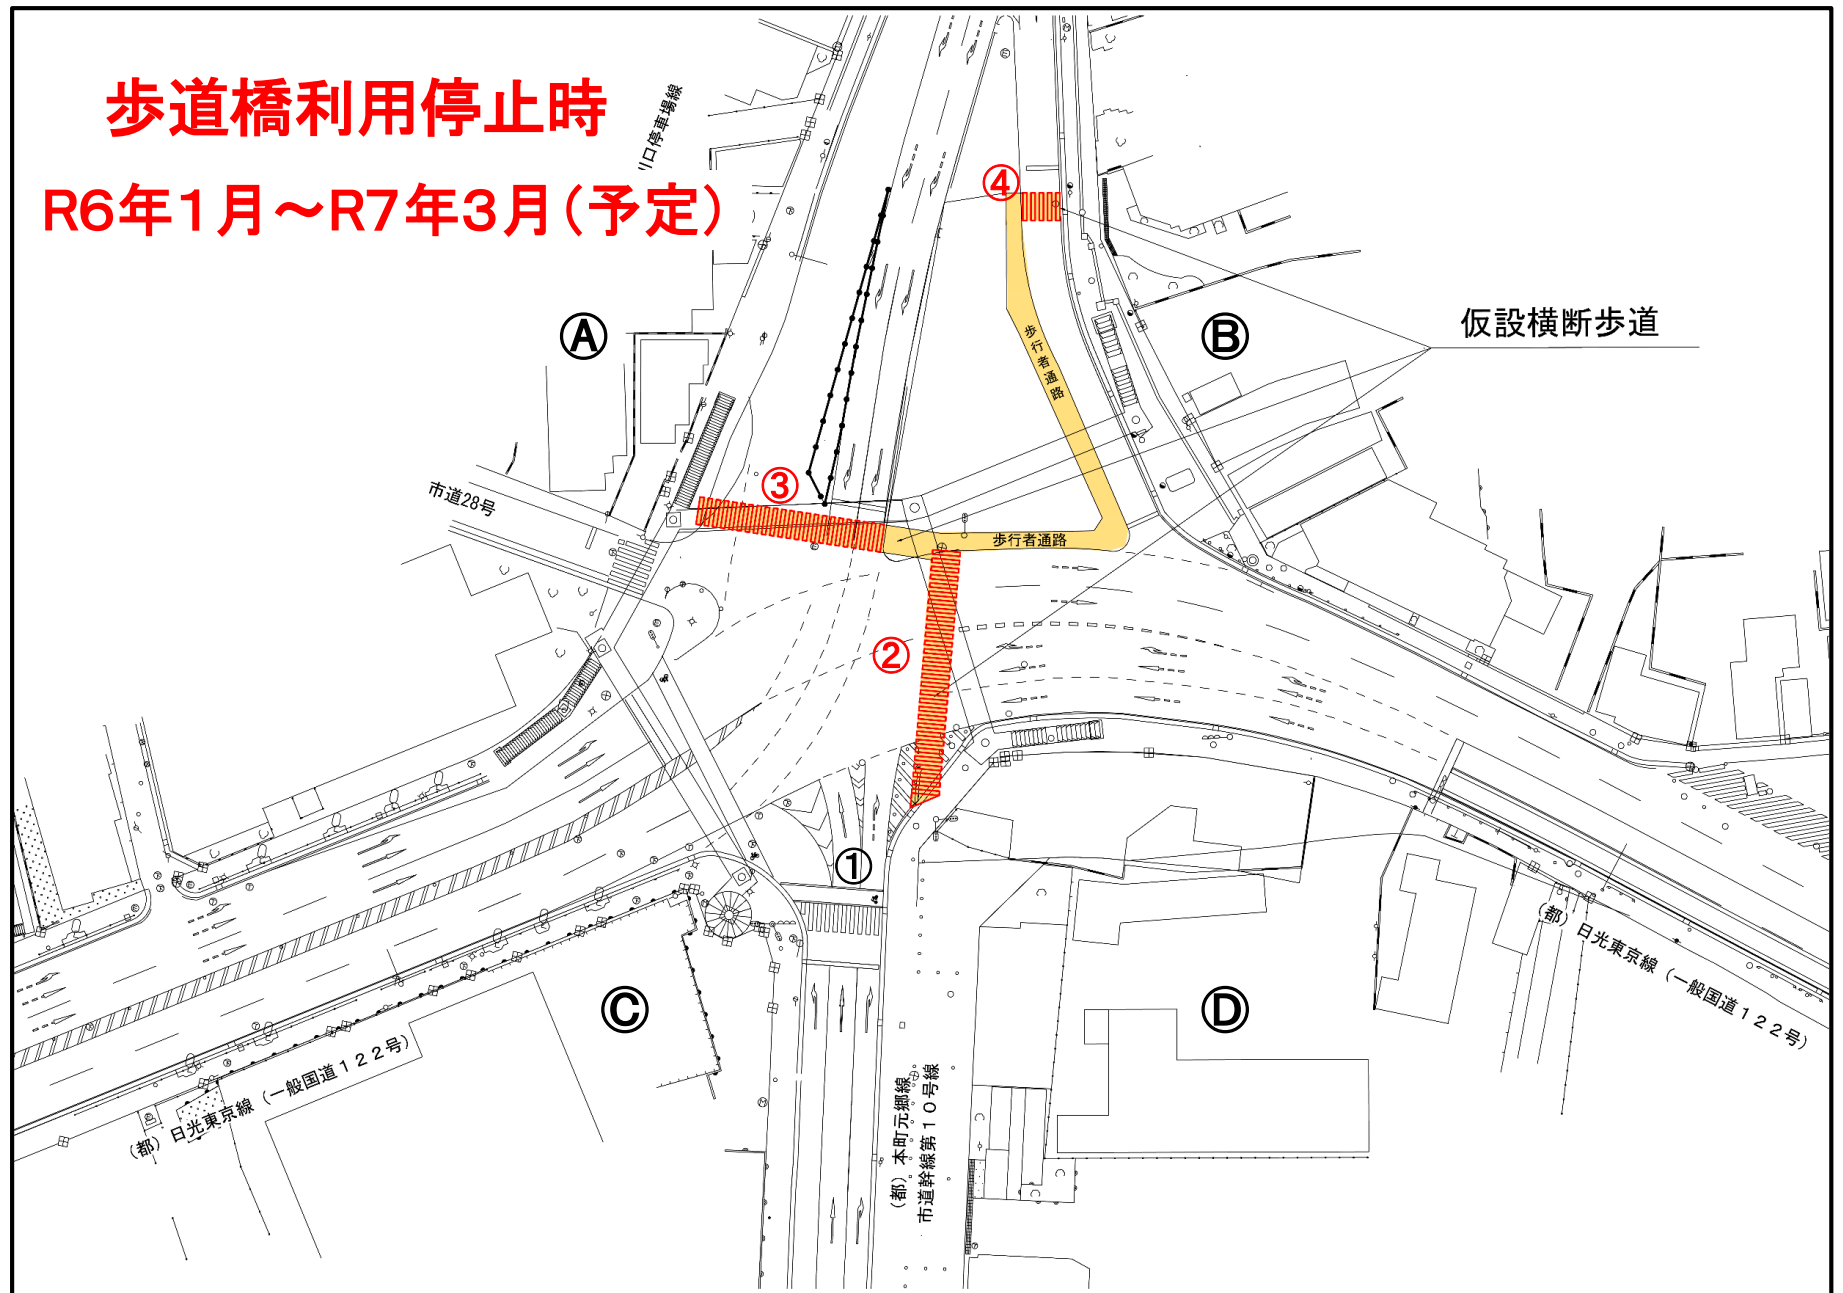 歩道橋利用停止時
R6年1月～R7年3月(予定)
川口停車場線
④
Ⓐ
Ⓑ
仮設横断歩道
歩行者通路
③
市道28号
歩行者通路
②
①
Ⓒ
Ⓓ
(都) 日光東京線 (一般国道122号)
(都) 日光東京線 (一般国道122号)
(都) 本町元郷線
市道幹線第10号線